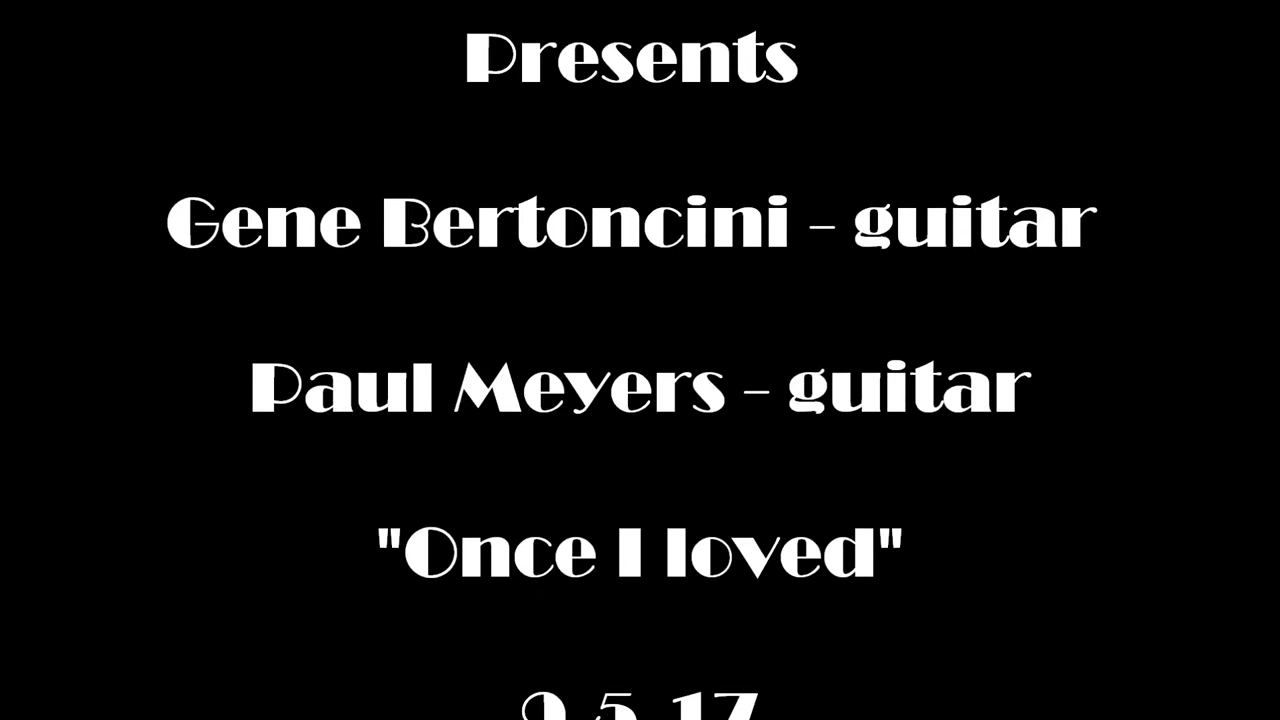 Presents
Gene Bertoncini - guitar
Paul Meyers - guitar
"Once I loved"